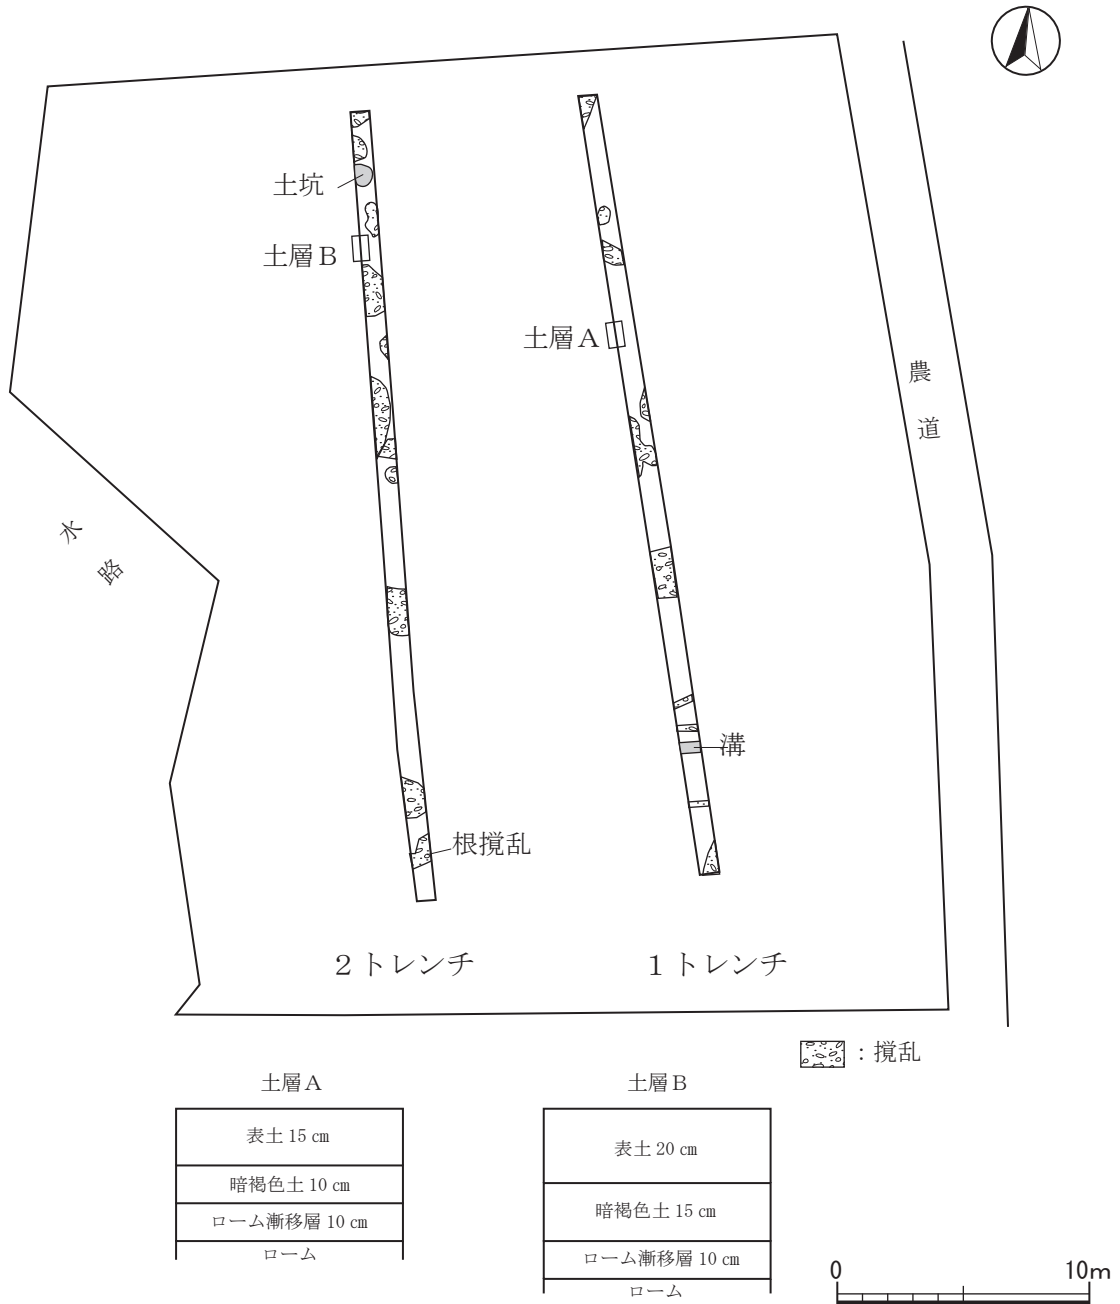 土坑
土層Ｂ
土層Ａ
農
道
水
路
溝
根撹乱
２トレンチ
１トレンチ
：撹乱
土層Ａ
表土 15 ㎝
暗褐色土 10 ㎝
ローム漸移層 10 ㎝
ローム
土層Ｂ
表土 20 ㎝
暗褐色土 15 ㎝
ローム漸移層 10 ㎝
ローム
0
10m